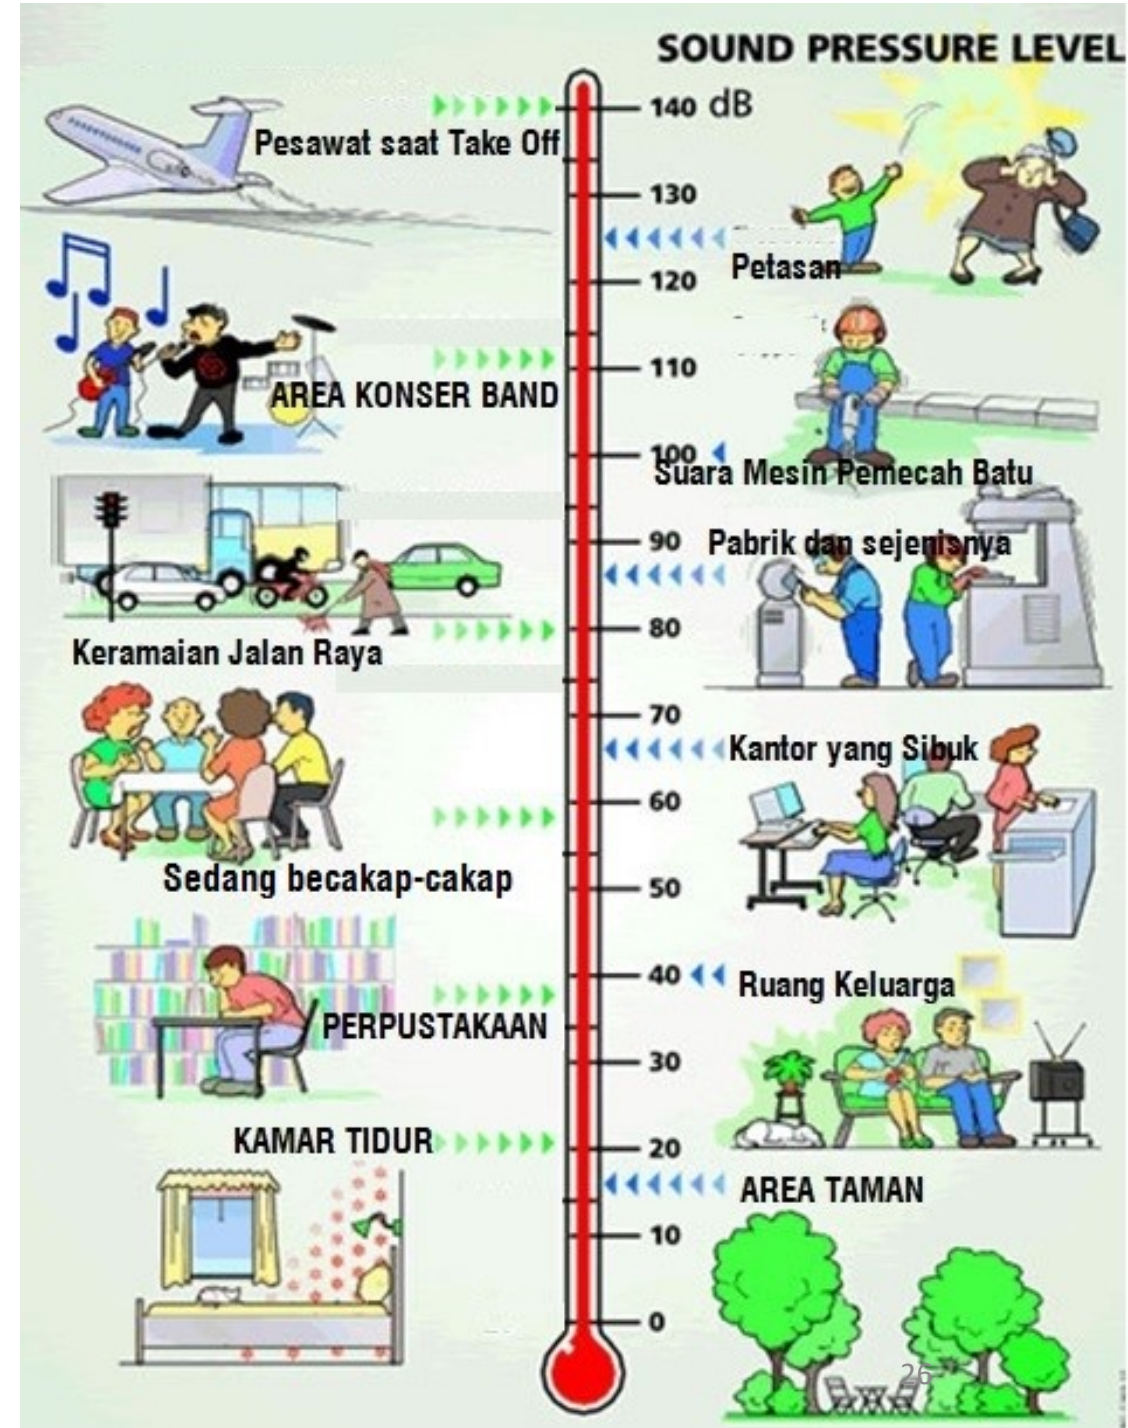 SOUND PRESSURE LEVEL
140 dB
Pesawat saat Take Off
130
Petasan
120
110
AREA KONSER BAND
100
Suara Mesin Pemecah Batu
90
Pabrik dan sejenisnya
80
Keramaian Jalan Raya
70
Kantor yang Sibuk
60
Sedang becakap-cakap
50
40
Ruang Keluarga
PERPUSTAKAAN
30
KAMAR TIDUR
20
AREA TAMAN
10
0
26